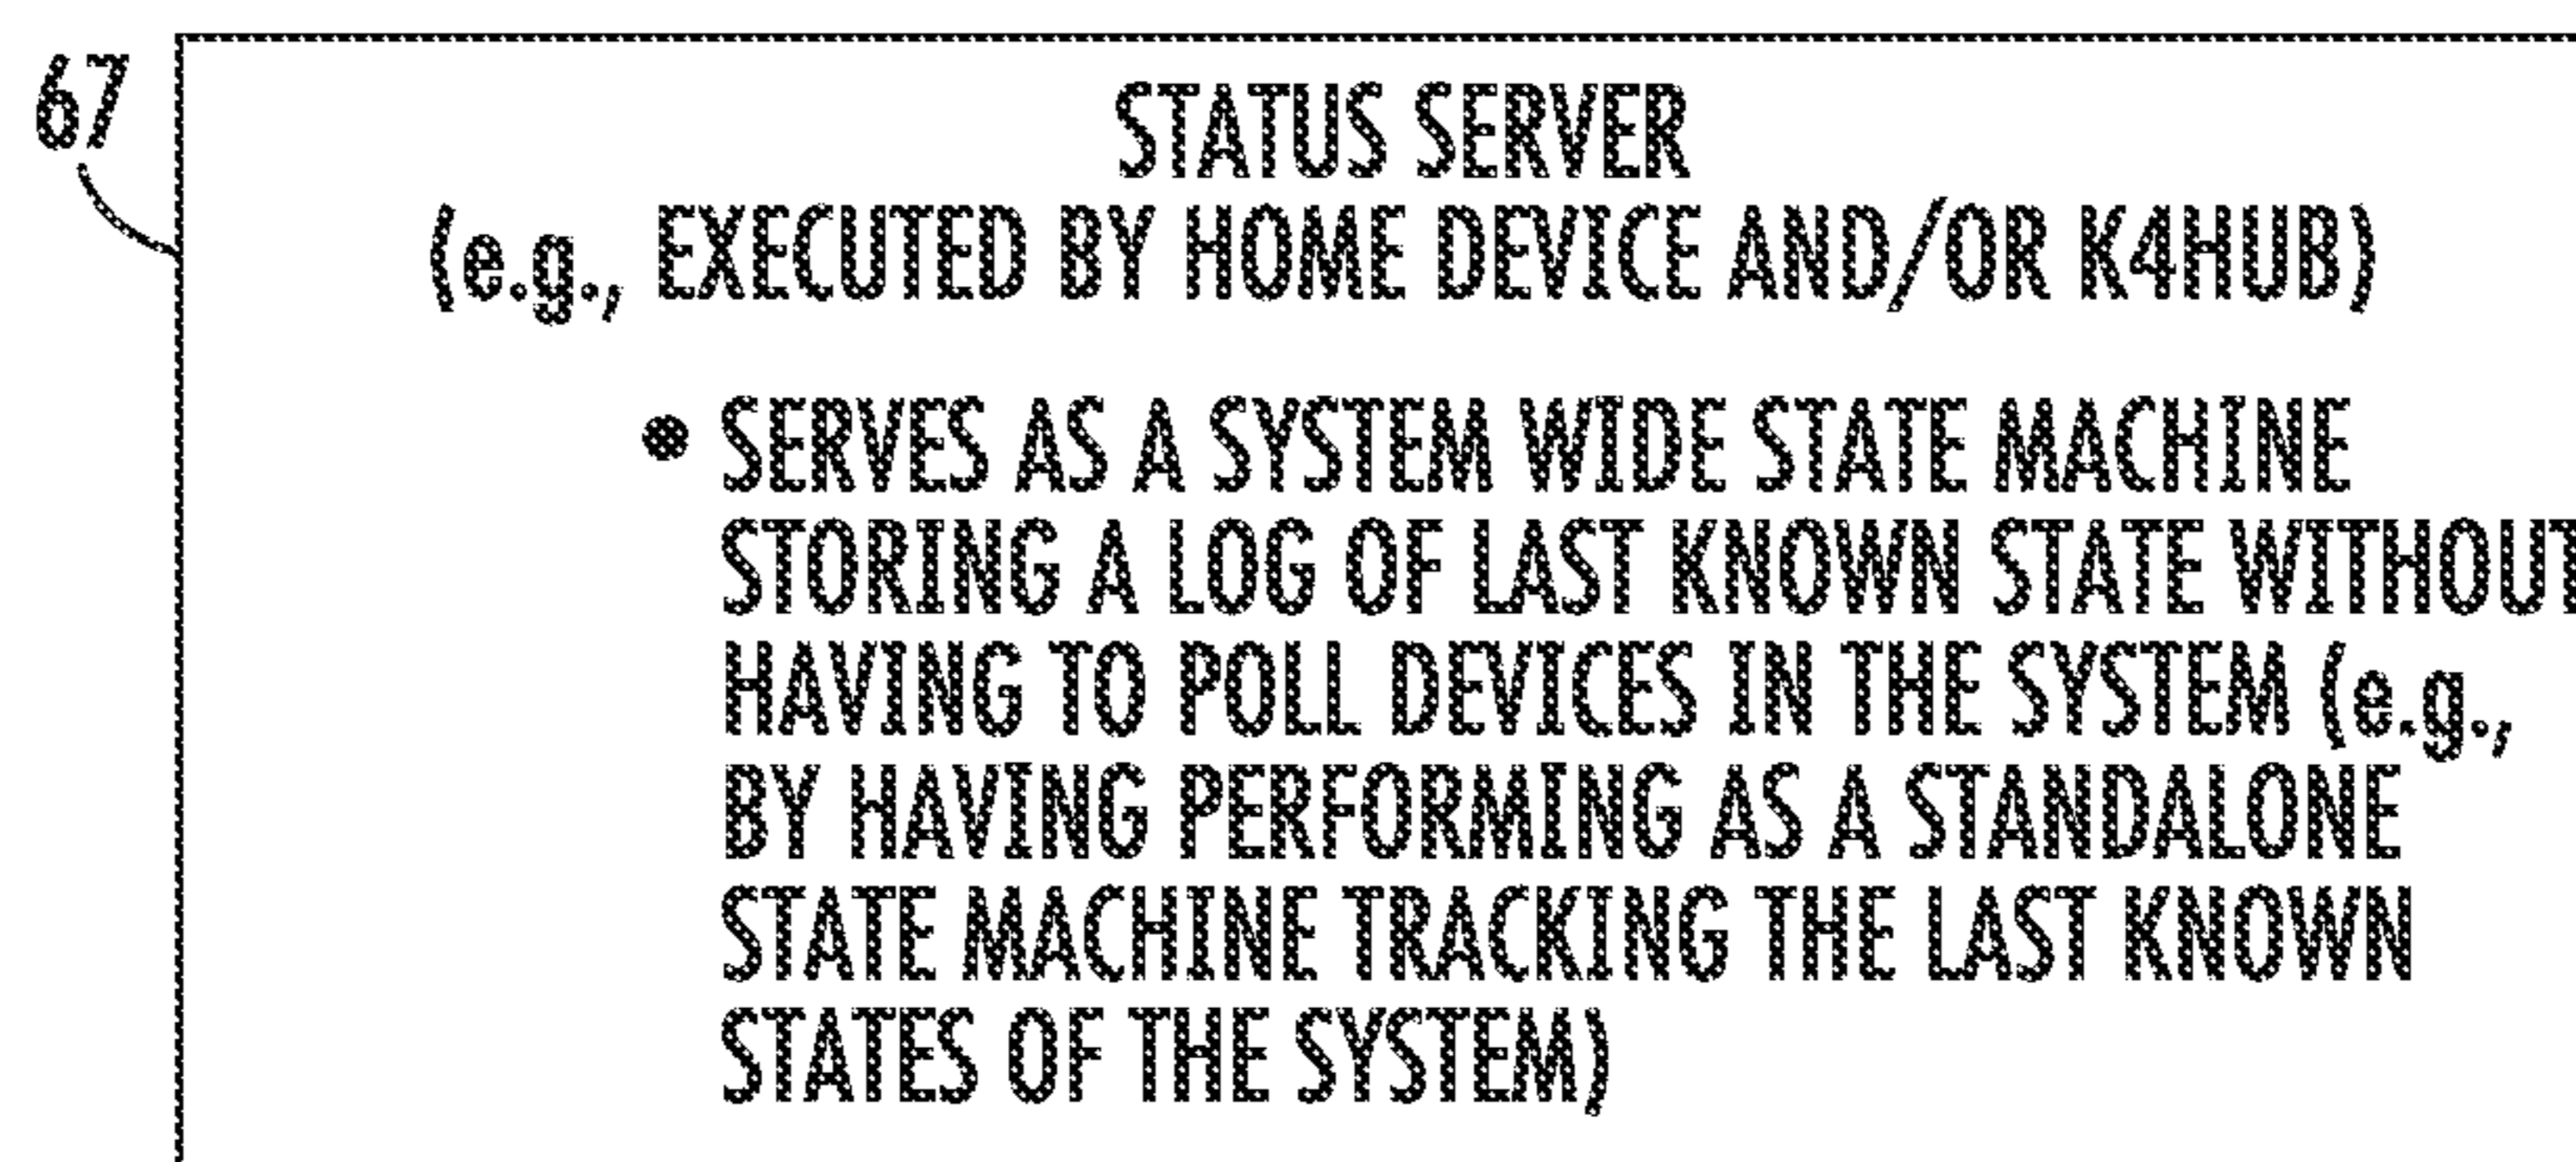 67
STATUS SERVER
(e.g., EXECUTED BY HOME DEVICE AND/OR K4HUB)
• SERVES AS A SYSTEM WIDE STATE MACHINE
STORING A LOG OF LAST KNOWN STATE WITHOUT
HAVING TO POLL DEVICES IN THE SYSTEM (e.g.,
BY HAVING PERFORMING AS A STANDALONE
STATE MACHINE TRACKING THE LAST KNOWN
STATES OF THE SYSTEM)